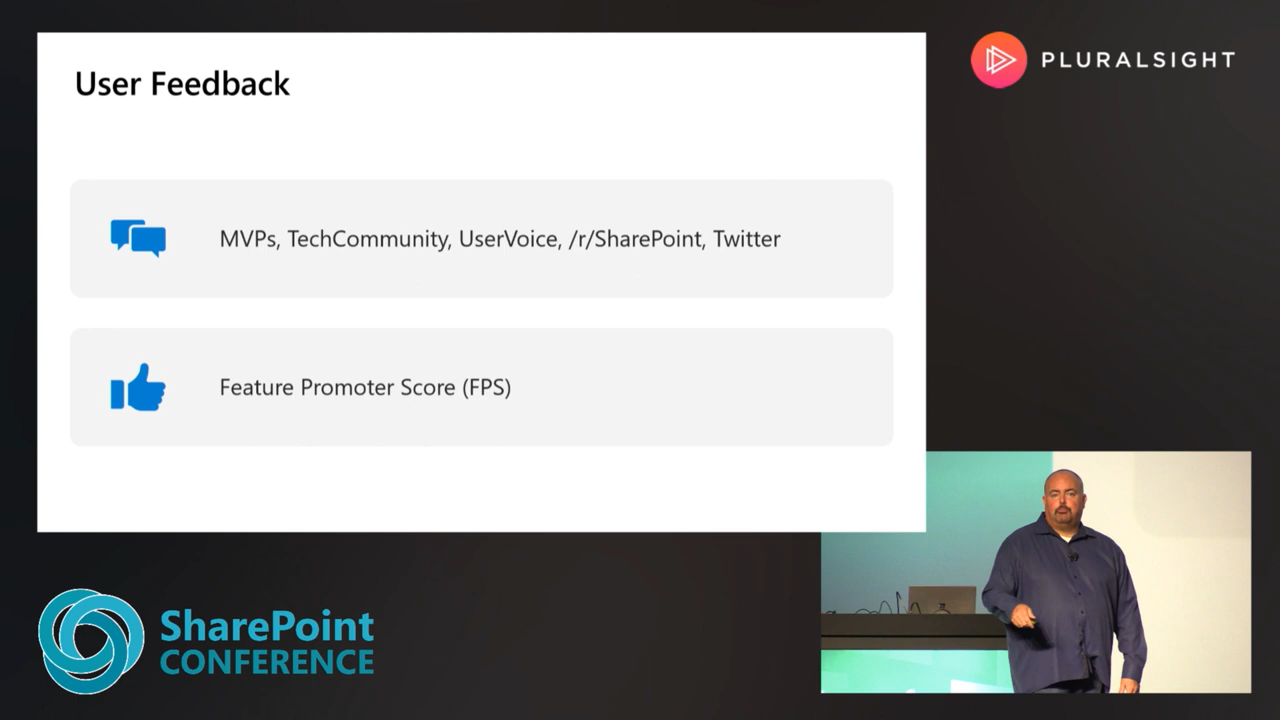 User Feedback
PLURALSIGHT
MVPs, TechCommunity, UserVoice, /r/SharePoint, Twitter
Feature Promoter Score (FPS)
SharePoint
CONFERENCE